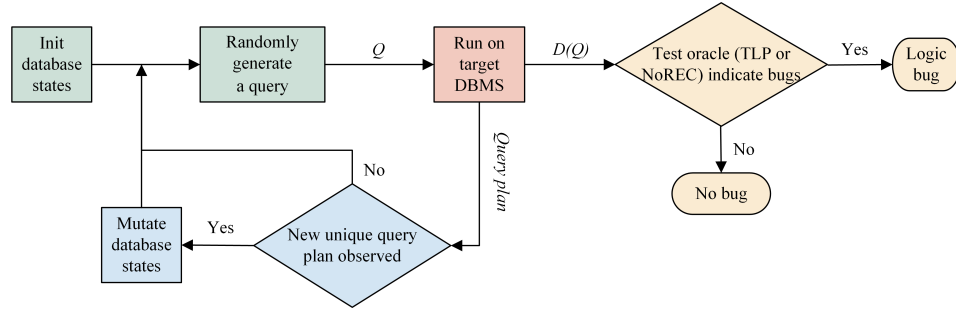 Init
database
states
Randomly
generate
a query
Q
Run on
target
DBMS
D(Q)
Test oracle (TLP or
NoREC) indicate bugs
Yes
Logic
bug
No
No bug
Query plan
New unique query
plan observed
No
Yes
Mutate
database
states